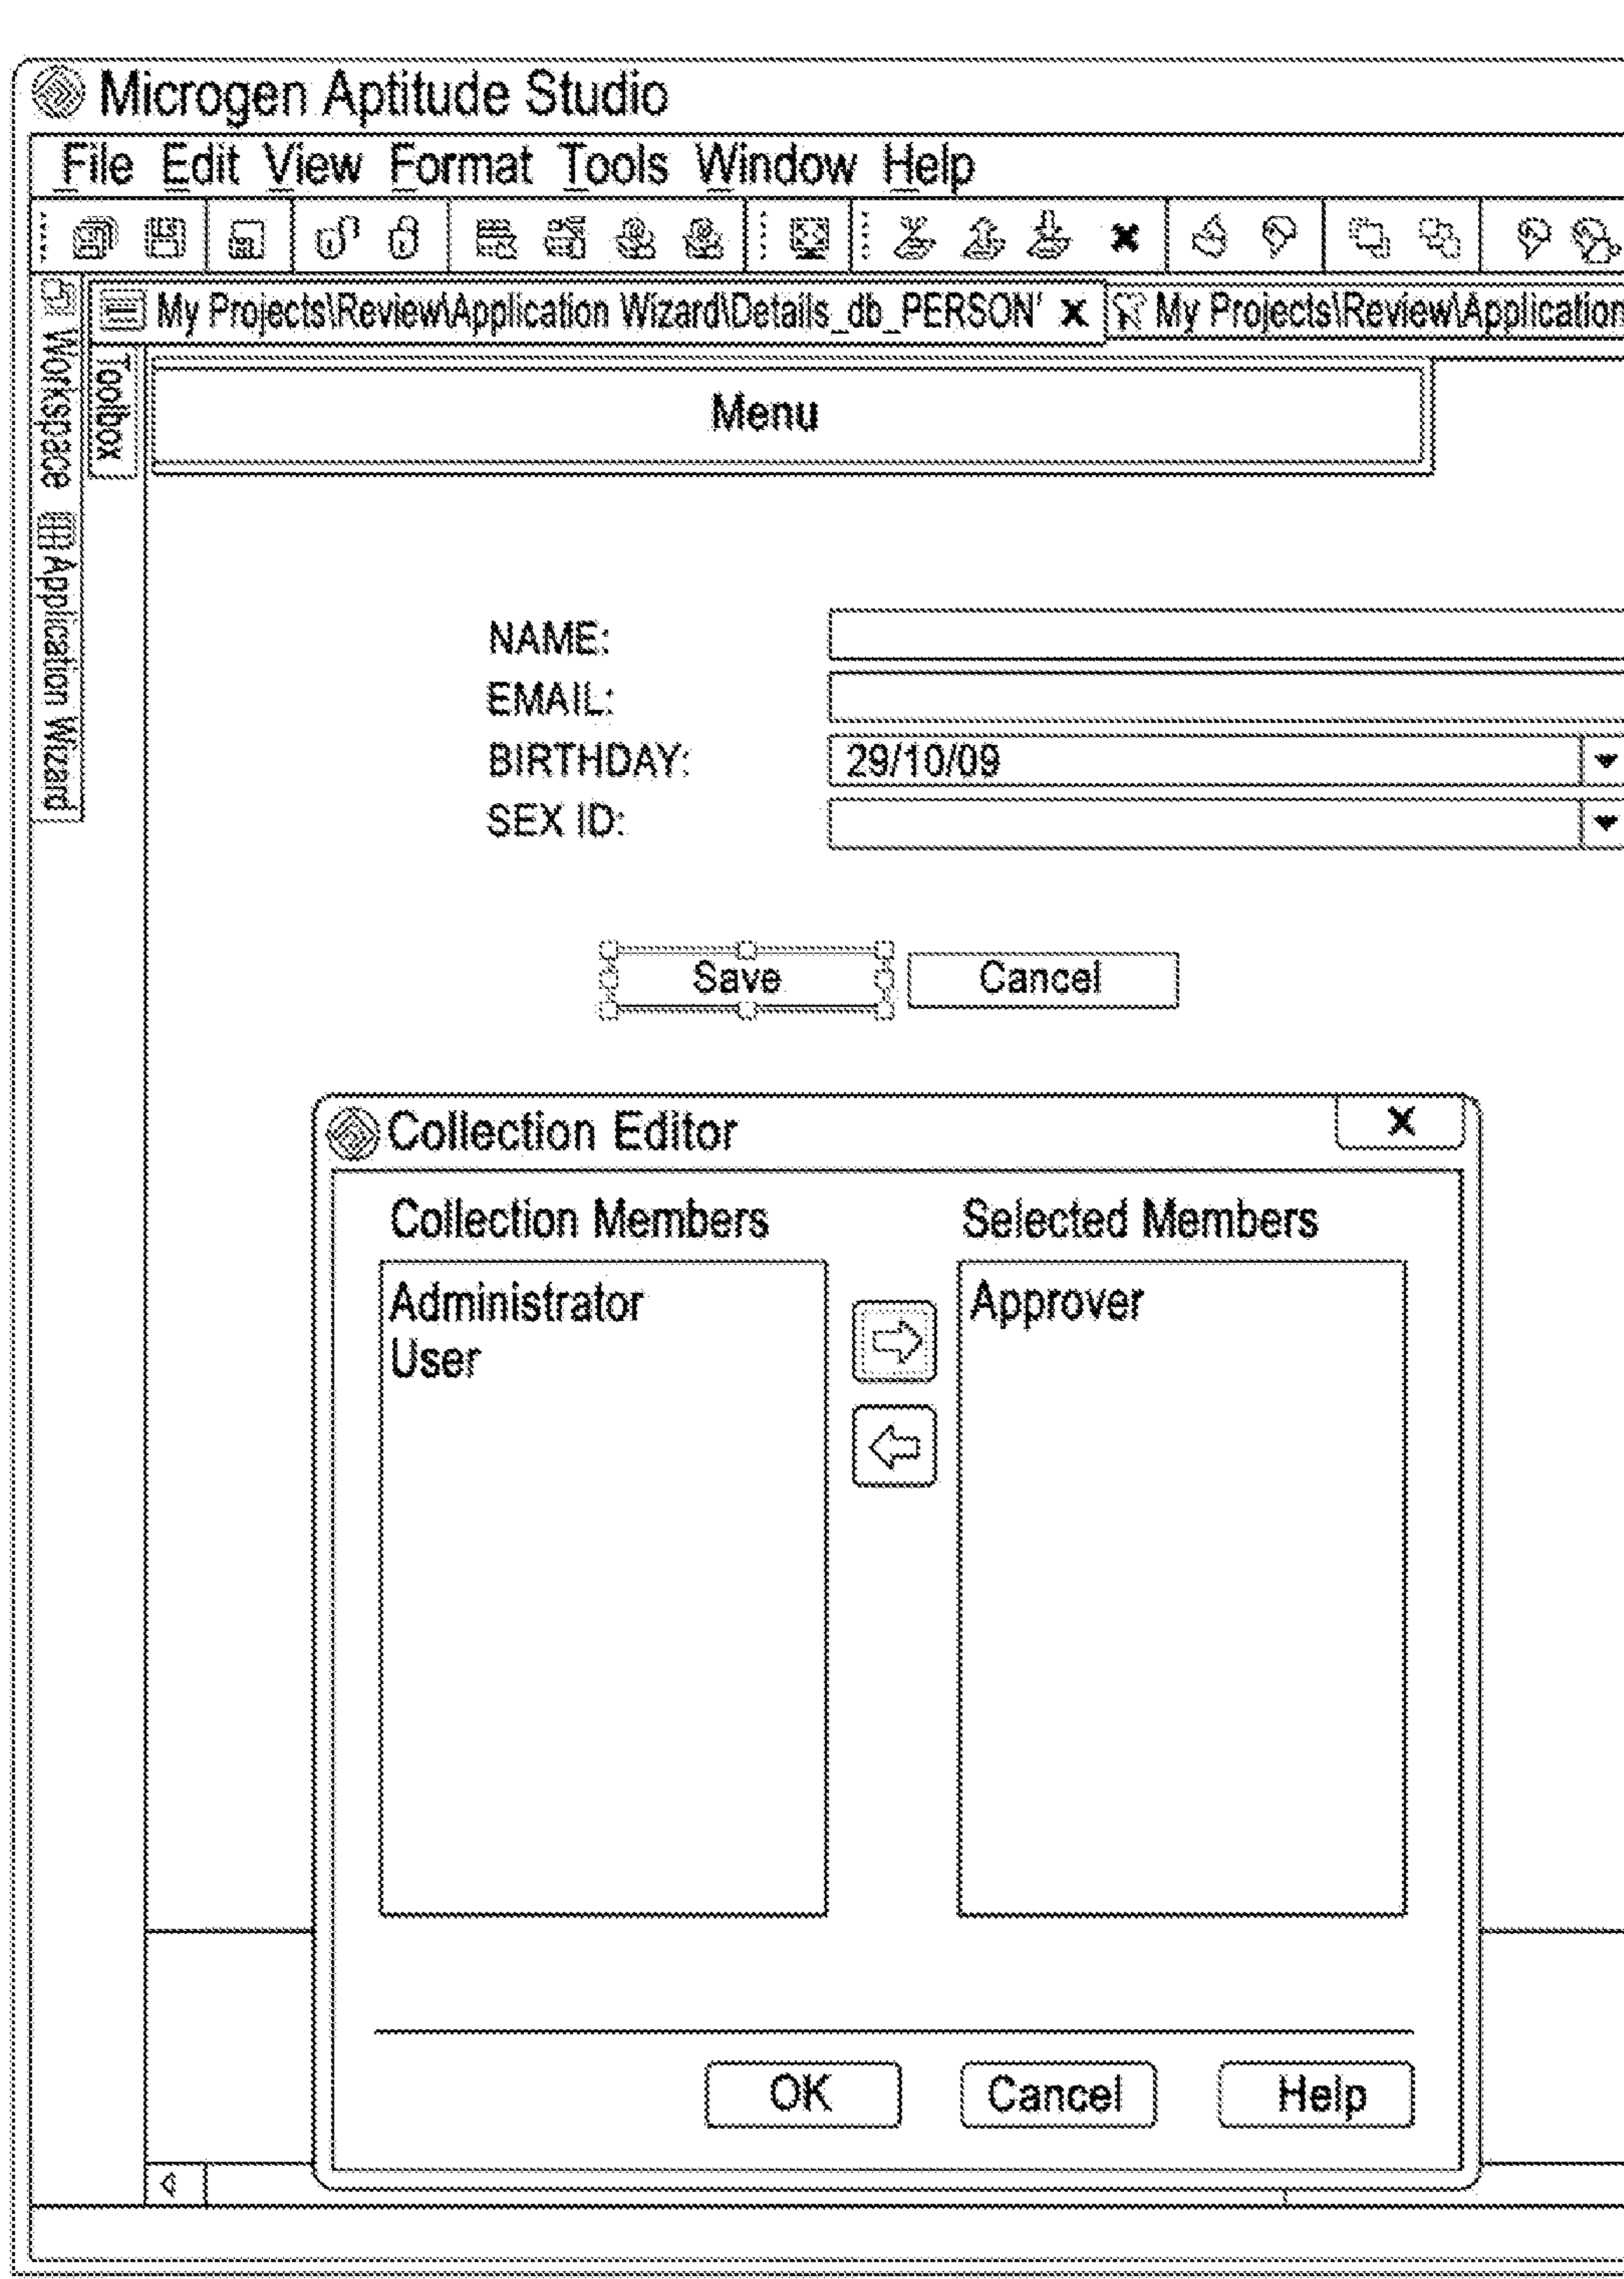 Microgen Aptitude Studio
File Edit View Format Tools Window Help
My Projects\Review\Application Wizard\Details_db_PERSON' x My Projects\Review\Application
Workspace Application Wizard
Toolbox
Menu
NAME:
EMAIL:
BIRTHDAY: 29/10/09
SEX ID:
Save Cancel
Collection Editor X
Collection Members Selected Members
Administrator Approver
User
OK Cancel Help